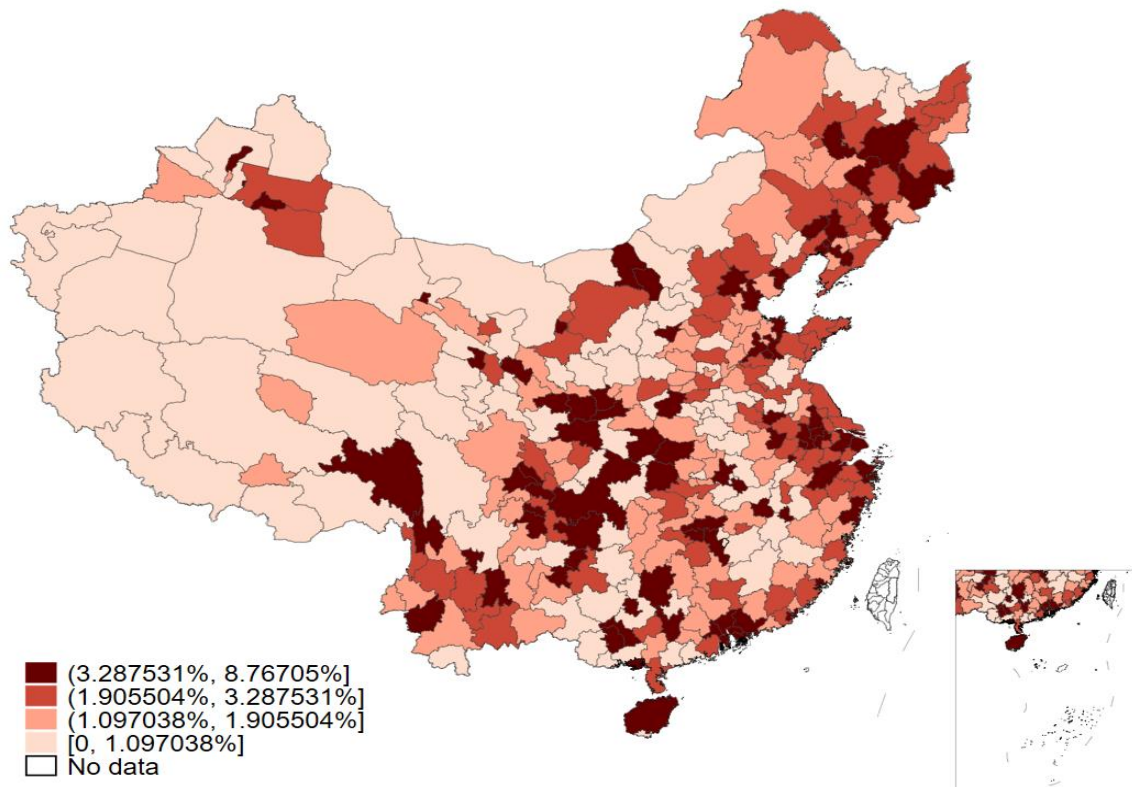 (3.287531%, 8.76705%]
(1.905504%, 3.287531%]
(1.097038%, 1.905504%]
[0, 1.097038%]
No data